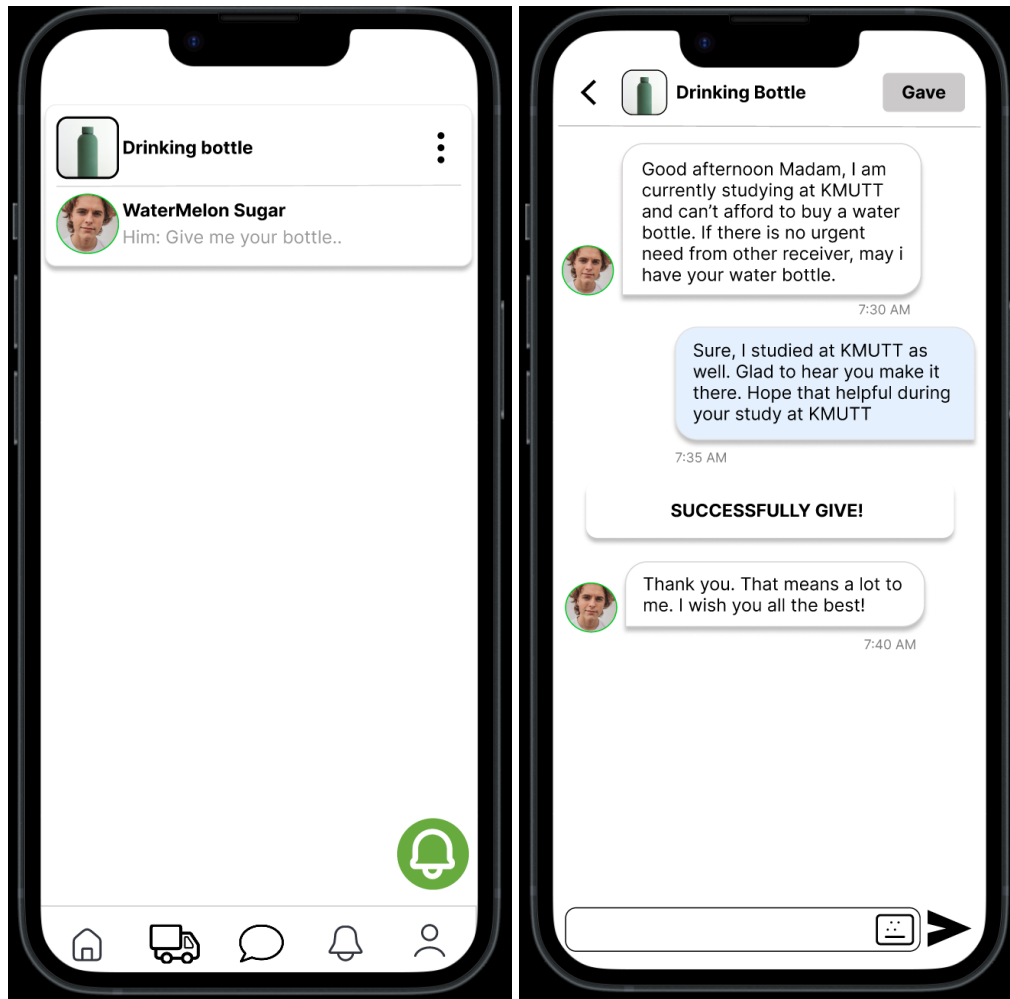 Drinking bottle
WaterMelon Sugar
Him: Give me your bottle..
Drinking Bottle
Gave
Good afternoon Madam, I am
currently studying at KMUTT
and can't afford to buy a water
bottle. If there is no urgent
need from other receiver, may i
have your water bottle.
7:30 AM
Sure, I studied at KMUTT as
well. Glad to hear you make it
there. Hope that helpful during
your study at KMUTT
7:35 AM
SUCCESSFULLY GIVE!
Thank you. That means a lot to
me. I wish you all the best!
7:40 AM